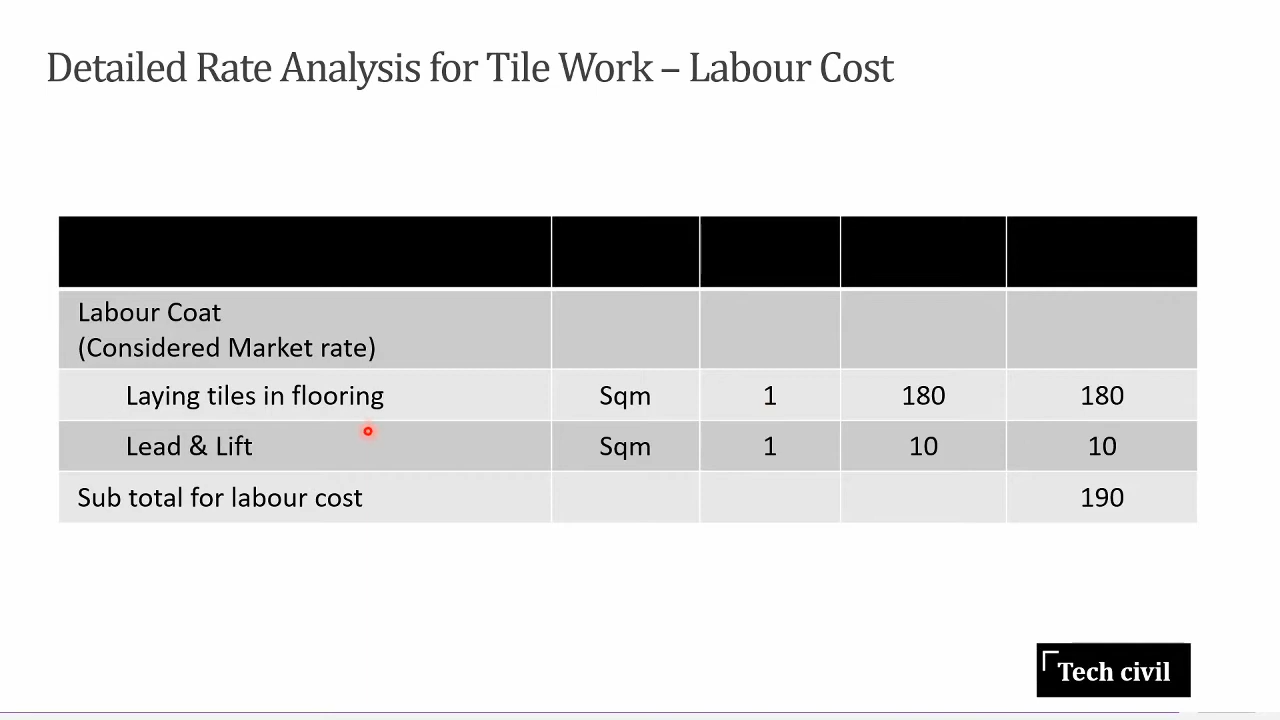 Detailed Rate Analysis for Tile Work – Labour Cost
Labour Coat
(Considered Market rate)
Laying tiles in flooring Sqm 1 180 180
Lead & Lift Sqm 1 10 10
Sub total for labour cost 190
Tech civil